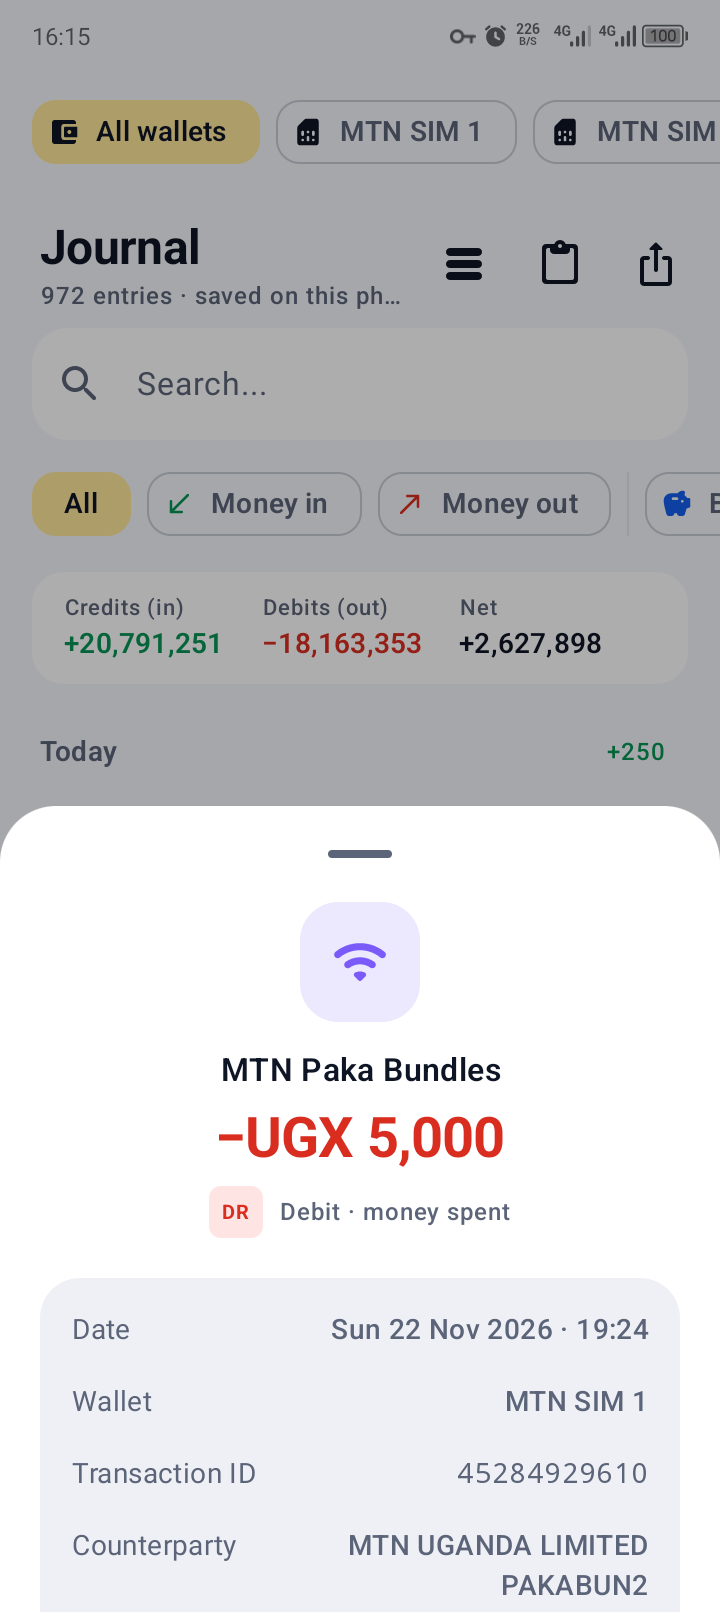 16:15
226
B/S
4G
4G
100
All wallets
MTN SIM 1
MTN SIM
Journal
972 entries · saved on this ph...
Search...
All
Money in
Money out
Credits (in)
Debits (out)
Net
+20,791,251
−18,163,353
+2,627,898
Today
+250
MTN Paka Bundles
−UGX 5,000
DR
Debit · money spent
Date
Sun 22 Nov 2026 · 19:24
Wallet
MTN SIM 1
Transaction ID
45284929610
Counterparty
MTN UGANDA LIMITED
PAKABUN2